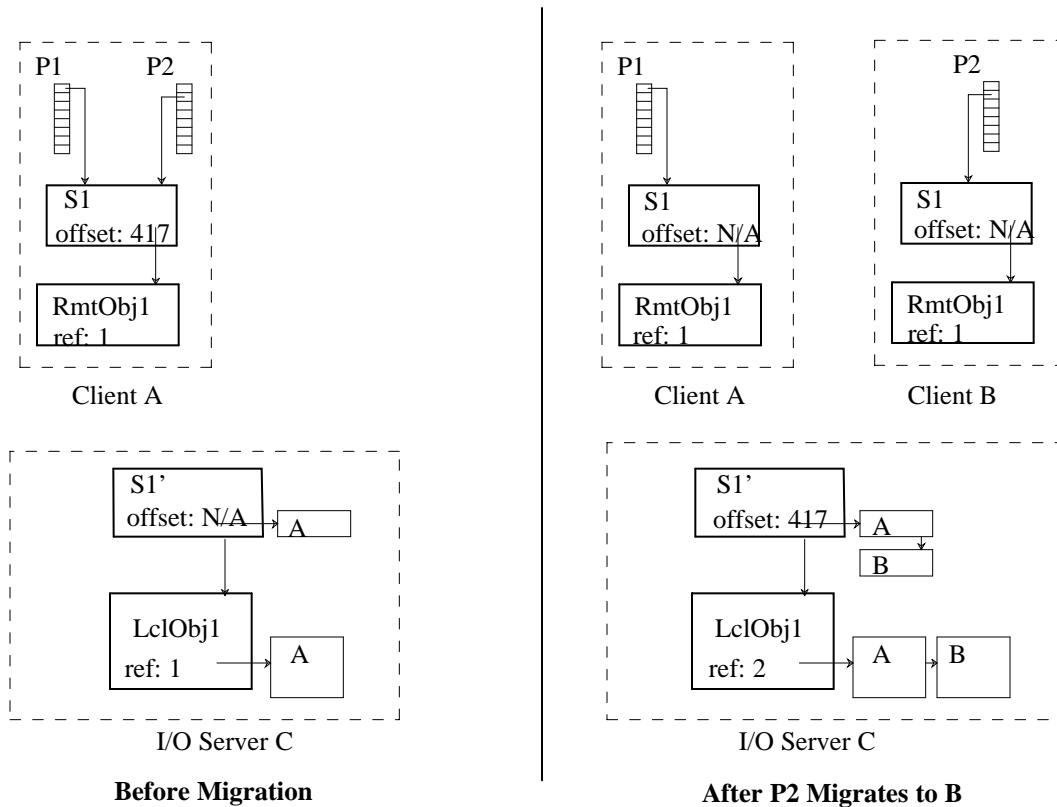 P1
P2
S1
offset: 417
RmtObj1
ref: 1
Client A
S1’
offset: N/A
A
LclObj1
ref: 1
A
I/O Server C
Before Migration
P1
P2
S1
offset: N/A
S1
offset: N/A
RmtObj1
ref: 1
RmtObj1
ref: 1
Client A
Client B
S1’
offset: 417
A
B
LclObj1
ref: 2
A
B
I/O Server C
After P2 Migrates to B